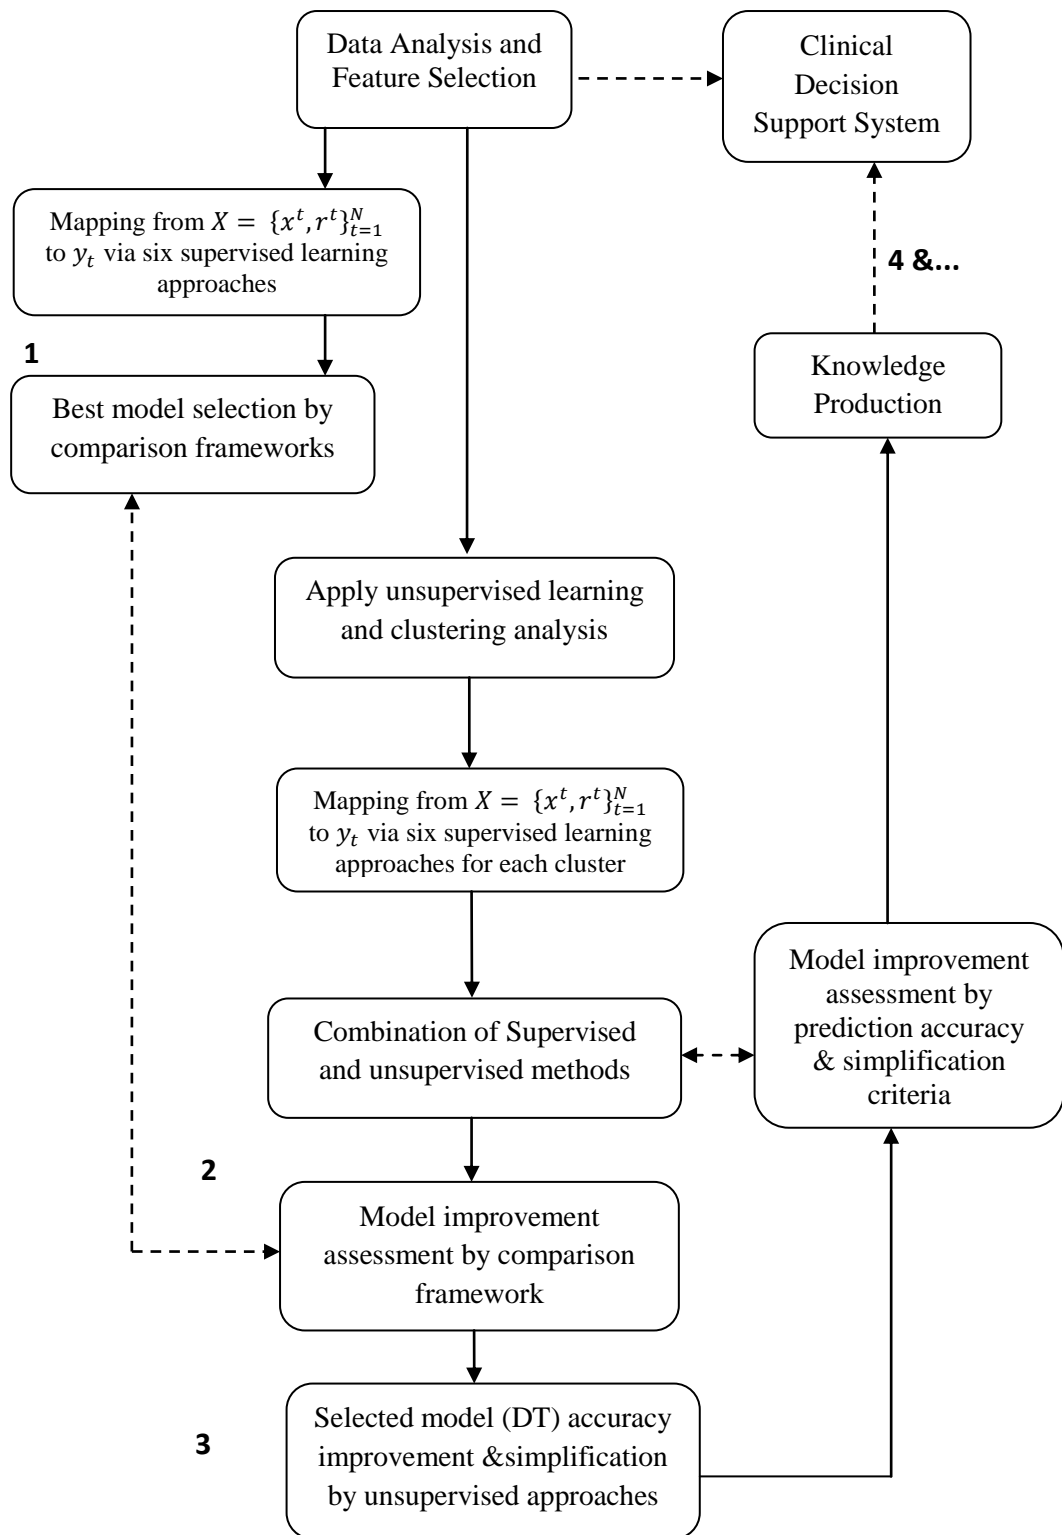 Data Analysis and
Feature Selection
Clinical
Decision
Support System
Mapping from X = {x^t, r^t}_{t=1}^N
to y_t via six supervised learning
approaches
4 &...
1
Best model selection by
comparison frameworks
Knowledge
Production
Apply unsupervised learning
and clustering analysis
Mapping from X = {x^t, r^t}_{t=1}^N
to y_t via six supervised learning
approaches for each cluster
Combination of Supervised
and unsupervised methods
Model improvement
assessment by
prediction accuracy
& simplification
criteria
2
Model improvement
assessment by comparison
framework
3
Selected model (DT) accuracy
improvement &simplification
by unsupervised approaches